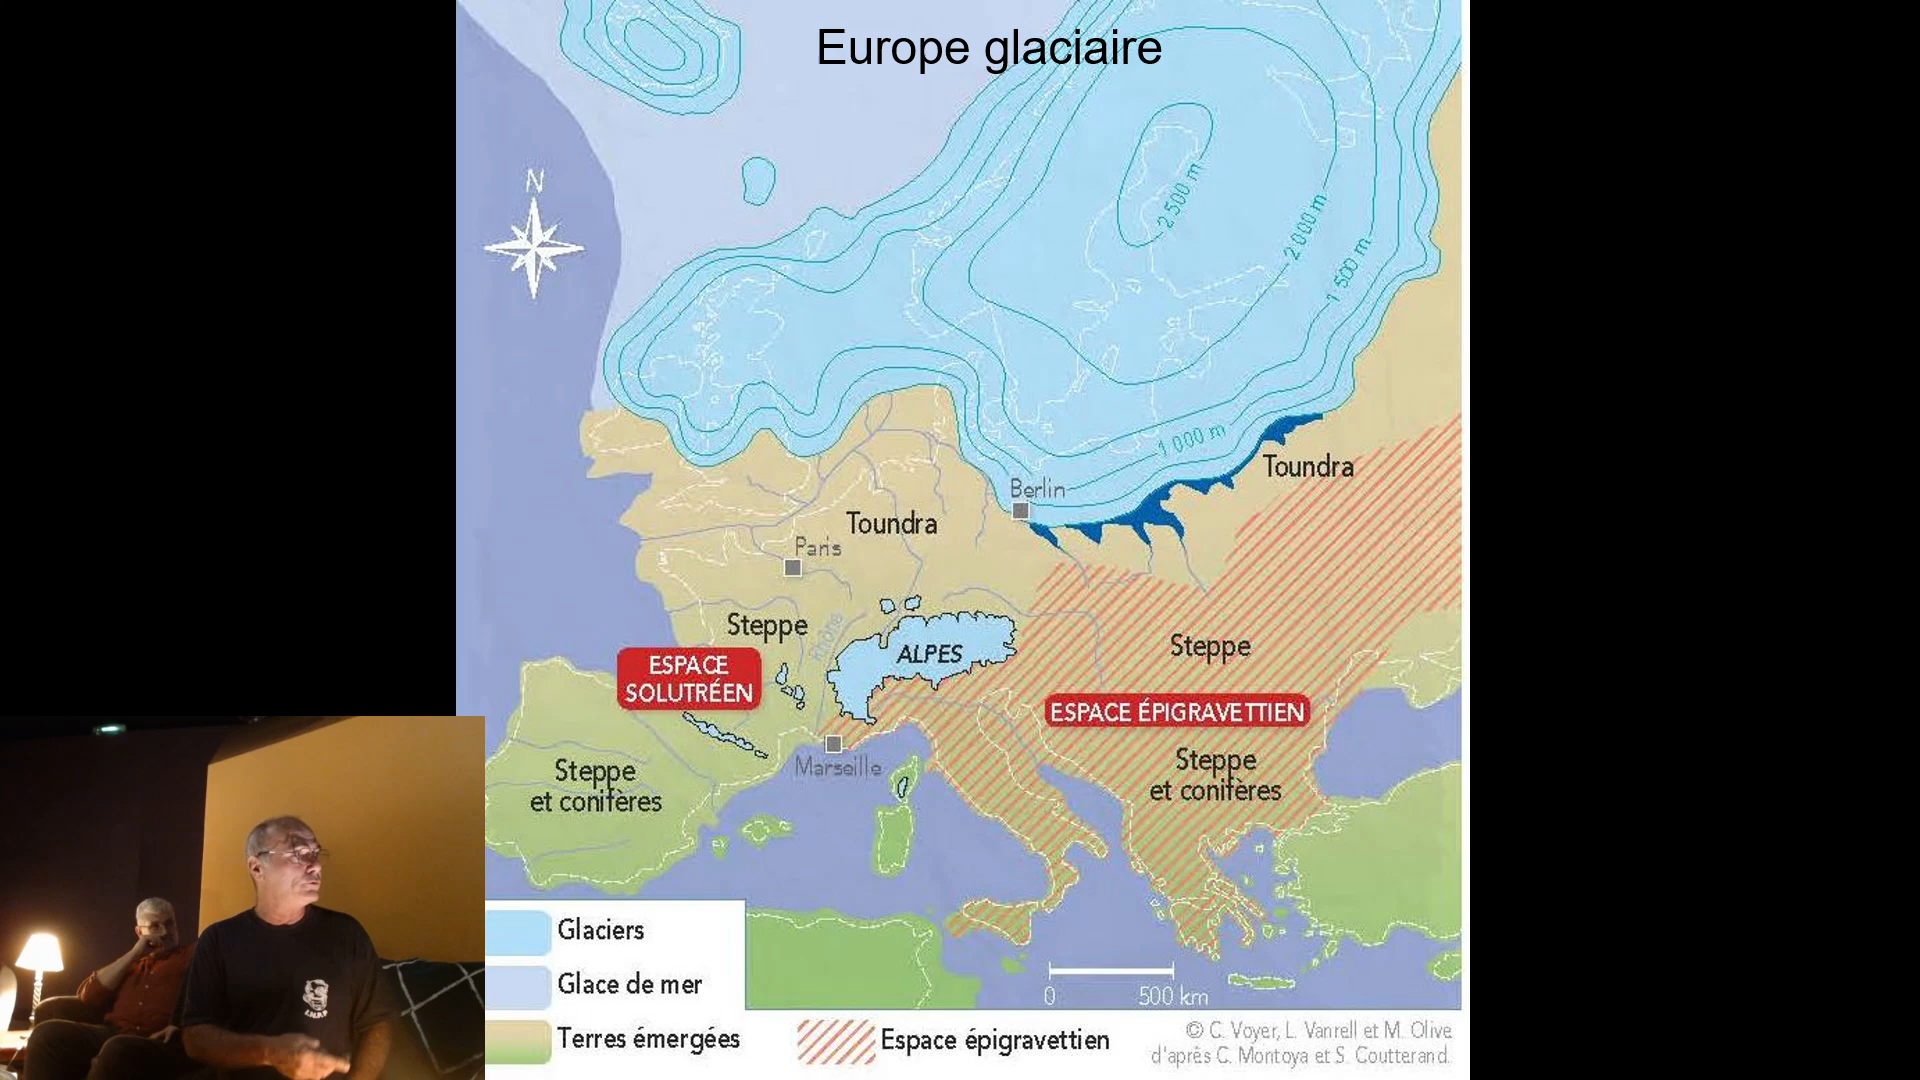 Europe glaciaire
N
2 500 m
2 000 m
1 500 m
1 000 m
Toundra
Berlin
Toundra
Paris
Steppe
Rhône
ALPES
Steppe
ESPACE
SOLUTRÉEN
ESPACE ÉPIGRAVETTIEN
Marseille
Steppe
et conifères
Steppe
et conifères
Glaciers
Glace de mer
0 500 km
Terres émergées
Espace épigravettien
© C. Voyer, L. Vanrell et M. Olive
d'après C. Montoya et S. Coutterand.